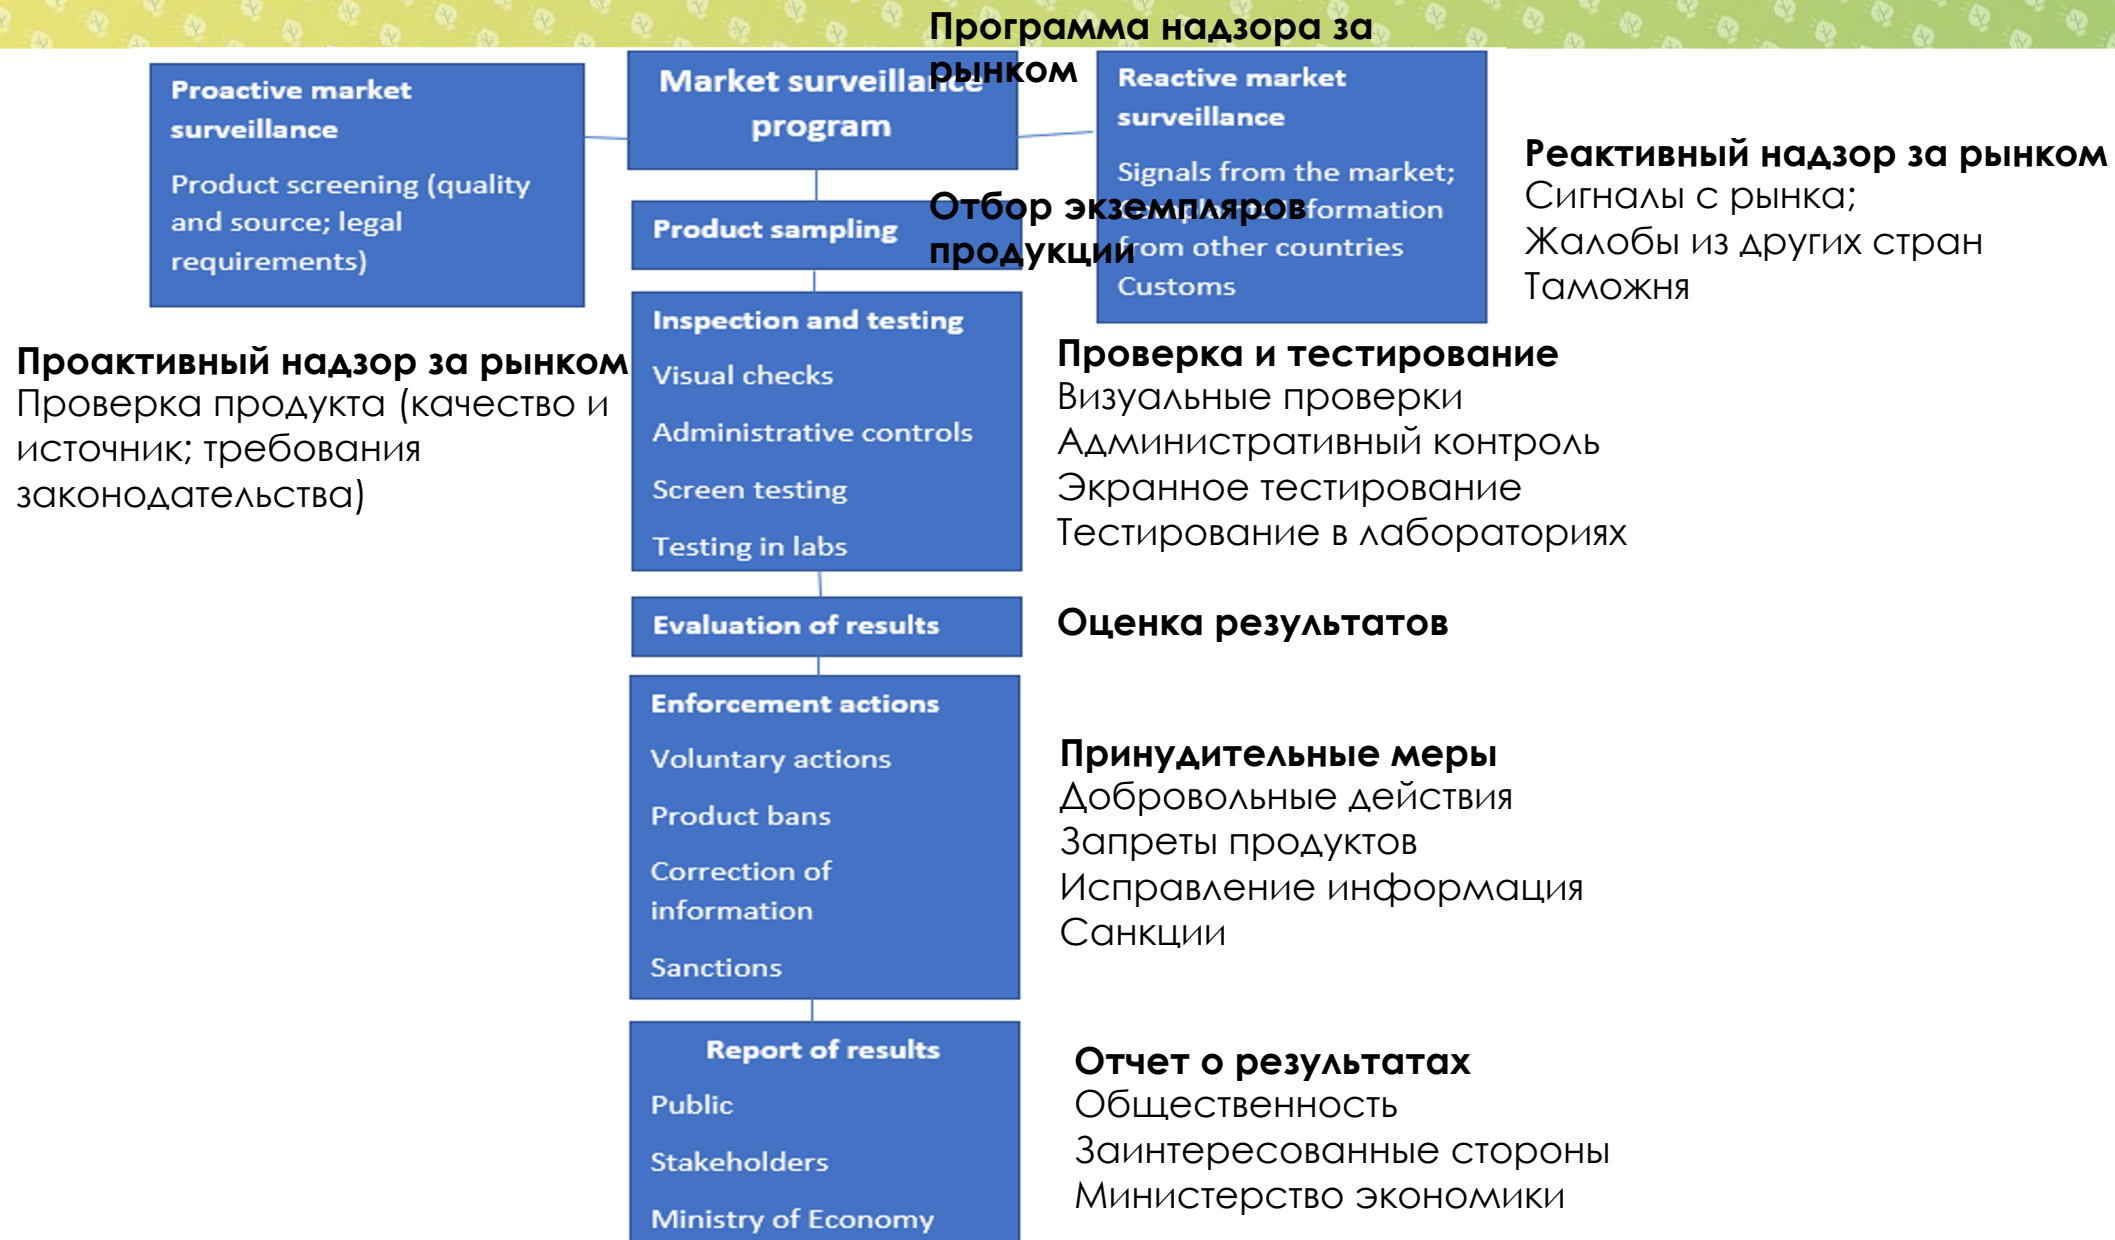 Программа надзора за
рынком
Proactive market
surveillance
Product screening (quality
and source; legal
requirements)
Market surveillance
program
Reactive market
surveillance
Signals from the market;
information
from other countries
Customs
Реактивный надзор за рынком
Сигналы с рынка;
Жалобы из других стран
Таможня
Product sampling
Отбор экземпляров
продукции
Проактивный надзор за рынком
Проверка продукта (качество и
источник; требования
законодательства)
Inspection and testing
Visual checks
Administrative controls
Screen testing
Testing in labs
Проверка и тестирование
Визуальные проверки
Административный контроль
Экранное тестирование
Тестирование в лабораториях
Evaluation of results
Оценка результатов
Enforcement actions
Voluntary actions
Product bans
Correction of
information
Sanctions
Принудительные меры
Добровольные действия
Запреты продуктов
Исправление информация
Санкции
Report of results
Public
Stakeholders
Ministry of Economy
Отчет о результатах
Общественность
Заинтересованные стороны
Министерство экономики